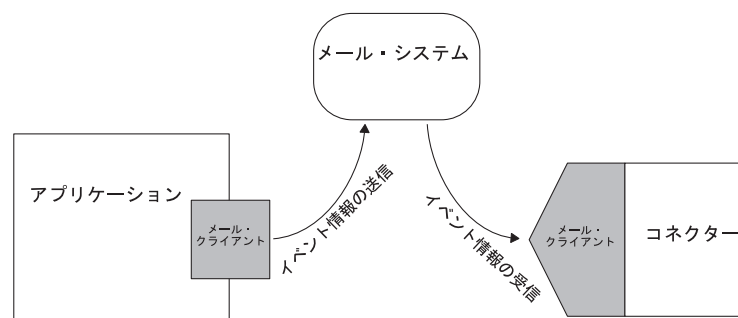 メール・システム
アプリケーション
メール・
クライアント
イベント情報の送信
イベント情報の受信
メール・
クライアント
コネクター